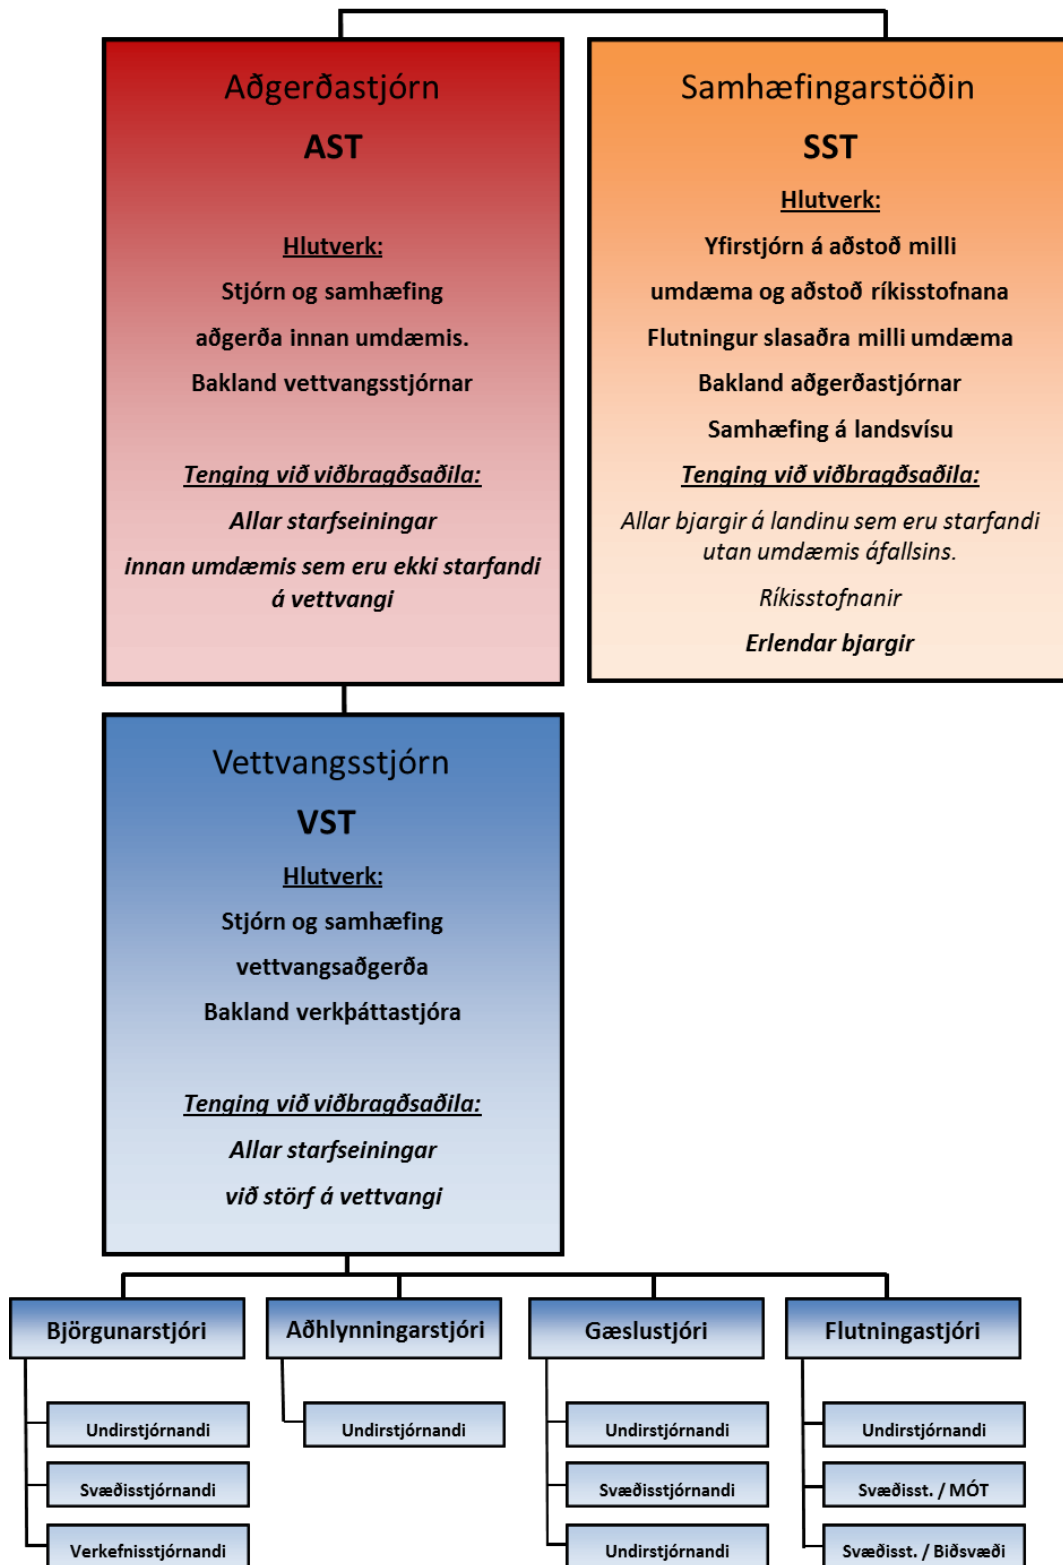 Aðgerðastjórn
AST
Hlutverk:
Stjórn og samhæfing
aðgerða innan umdæmis.
Bakland vettvangsstjórnar
Tenging við viðbragðsaðila:
Allar starfseiningar
innan umdæmis sem eru ekki starfandi
á vettvangi
Samhæfingarstöðin
SST
Hlutverk:
Yfirstjórn á aðstoð milli
umdæma og aðstoð ríkisstofnana
Flutningur slasaðra milli umdæma
Bakland aðgerðastjórnar
Samhæfing á landsvísu
Tenging við viðbragðsaðila:
Allar bjargir á landinu sem eru starfandi
utan umdæmis áfallsins.
Ríkisstofnanir
Erlendar bjargir
Vettvangsstjórn
VST
Hlutverk:
Stjórn og samhæfing
vettvangsaðgerða
Bakland verkþáttastjóra
Tenging við viðbragðsaðila:
Allar starfseiningar
við störf á vettvangi
Björgunarstjóri
Undirstjórnandi
Svæðisstjórnandi
Verkefnisstjórnandi
Aðhlynningarstjóri
Undirstjórnandi
Gæslustjóri
Undirstjórnandi
Svæðisstjórnandi
Undirstjórnandi
Flutningastjóri
Undirstjórnandi
Svæðisst. / MÓT
Svæðisst. / Biðsvæði